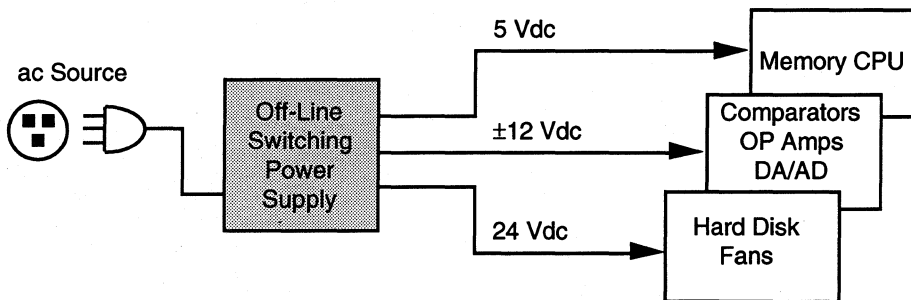 ac Source
Off-Line
Switching
Power
Supply
5 Vdc
±12 Vdc
24 Vdc
Memory CPU
Comparators
OP Amps
DA/AD
Hard Disk
Fans